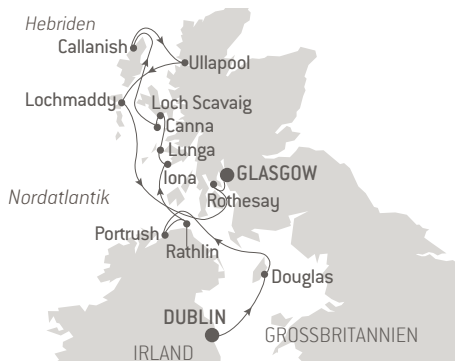 Hebriden
Callanish
Ullapool
Lochmaddy
Loch Scavaig
Canna
Lunga
Iona
GLASGOW
Rothesay
Nordatlantik
Portrush
Rathlin
Douglas
DUBLIN
GROSSBRITANNIEN
IRLAND